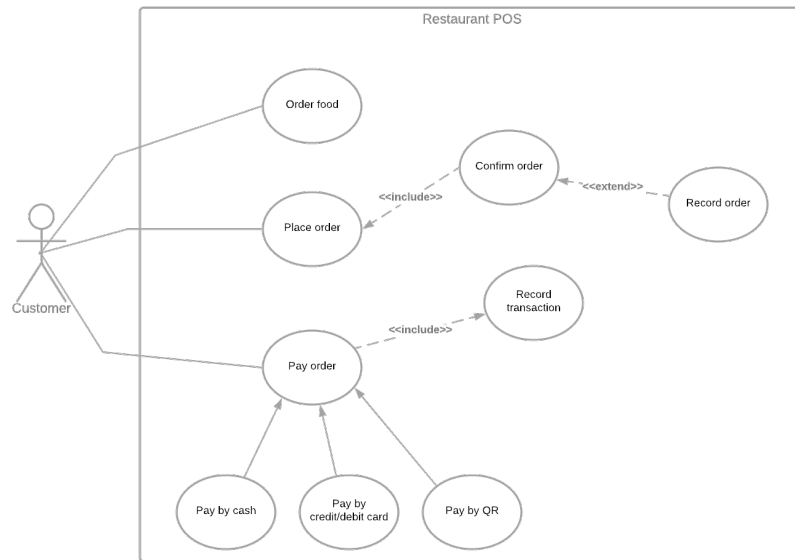 Restaurant POS
Order food
Confirm order
<<include>>
<<extend>>
Record order
Place order
Customer
Record
transaction
<<include>>
Pay order
Pay by cash
Pay by
credit/debit card
Pay by QR